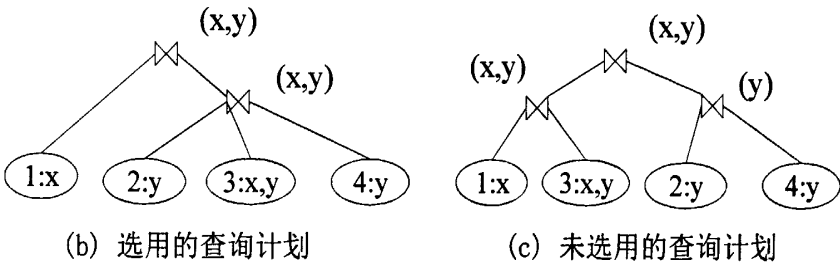 (x,y) (x,y)
(x,y) (x,y) (y)
1:x 2:y 3:x,y 4:y 1:x 3:x,y 2:y 4:y
(b) 选用的查询计划 (c) 未选用的查询计划